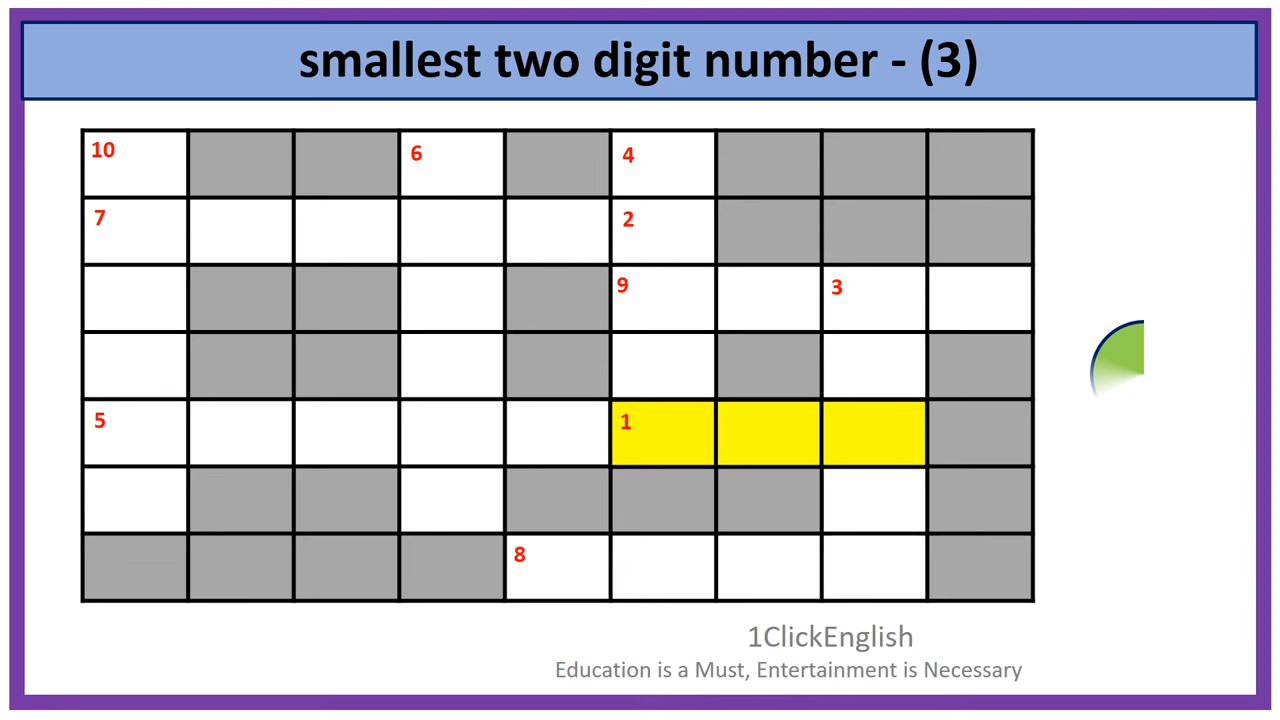 smallest two digit number - (3)
10 6 4
7 2
9 3
5 1
8
1ClickEnglish
Education is a Must, Entertainment is Necessary